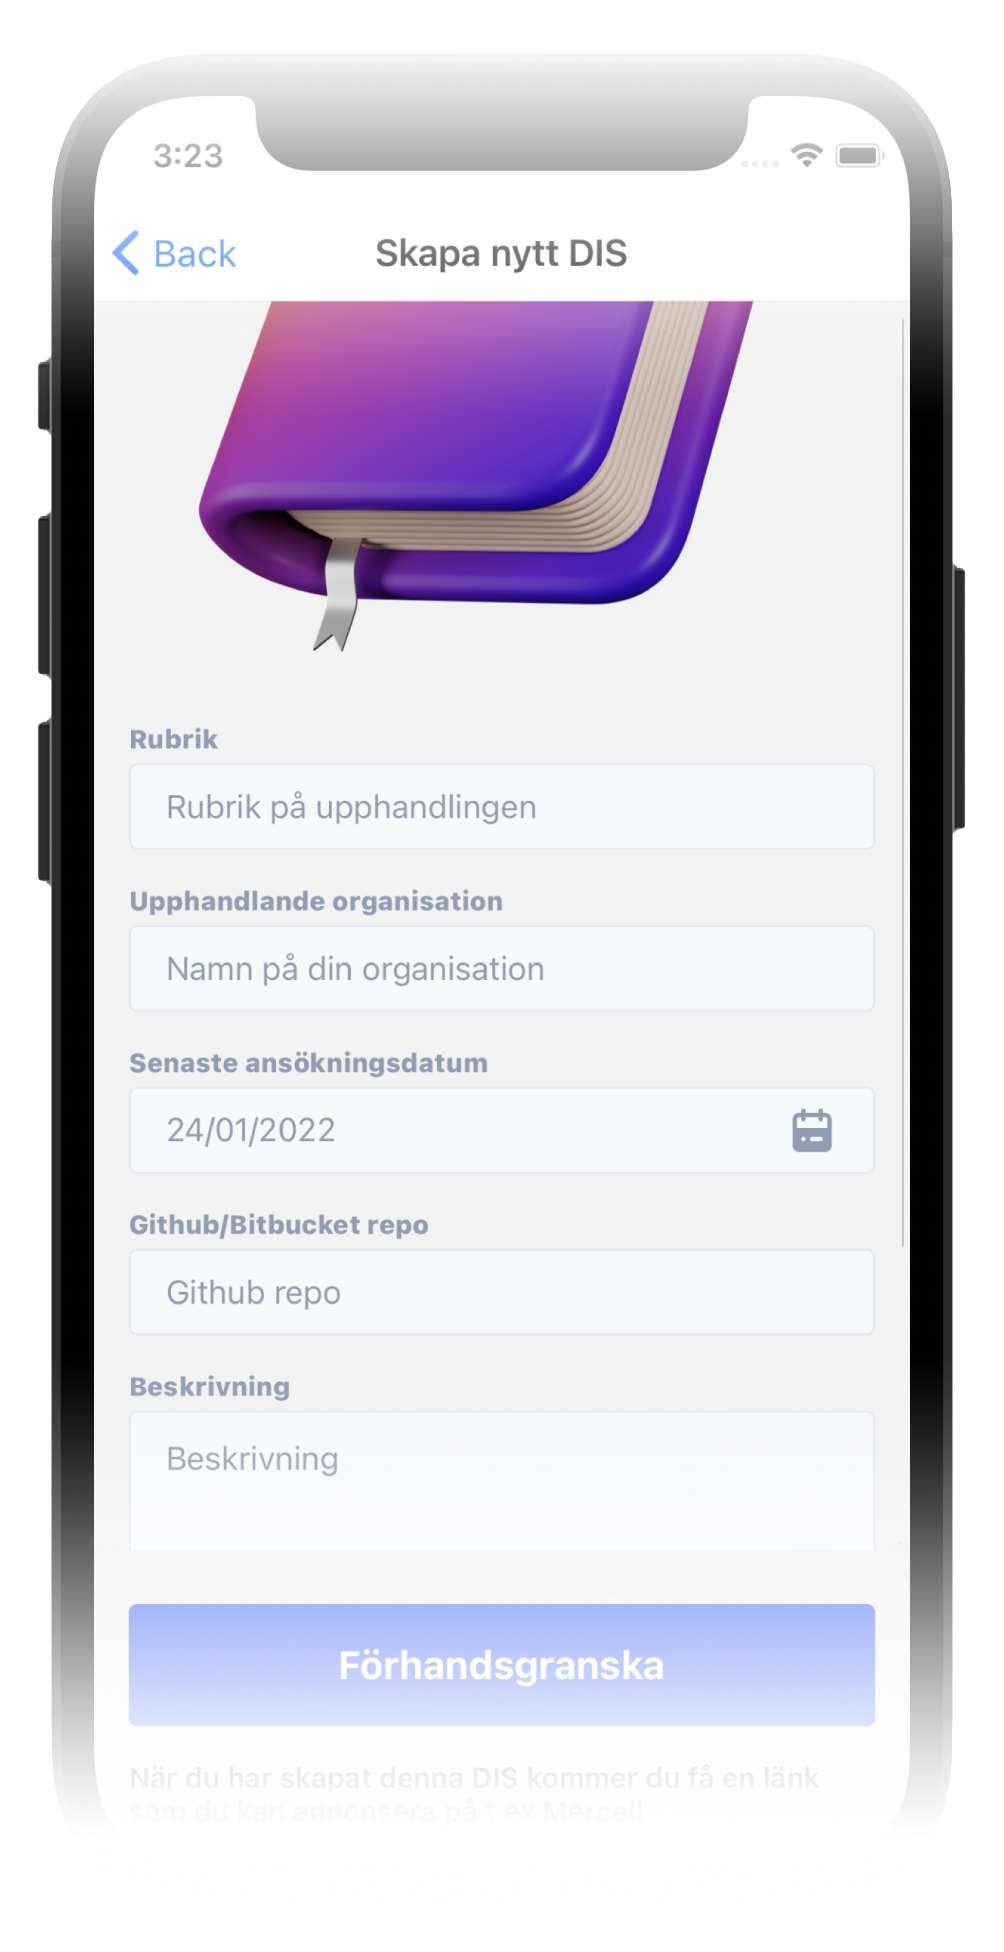 3:23
Back
Skapa nytt DIS
Rubrik
Rubrik på upphandlingen
Upphandlande organisation
Namn på din organisation
Senaste ansökningsdatum
24/01/2022
Github/Bitbucket repo
Github repo
Beskrivning
Beskrivning
Förhandsgranska
När du har skapat denna DIS kommer du få en länk
som du kan annonsera på t ex Mercell